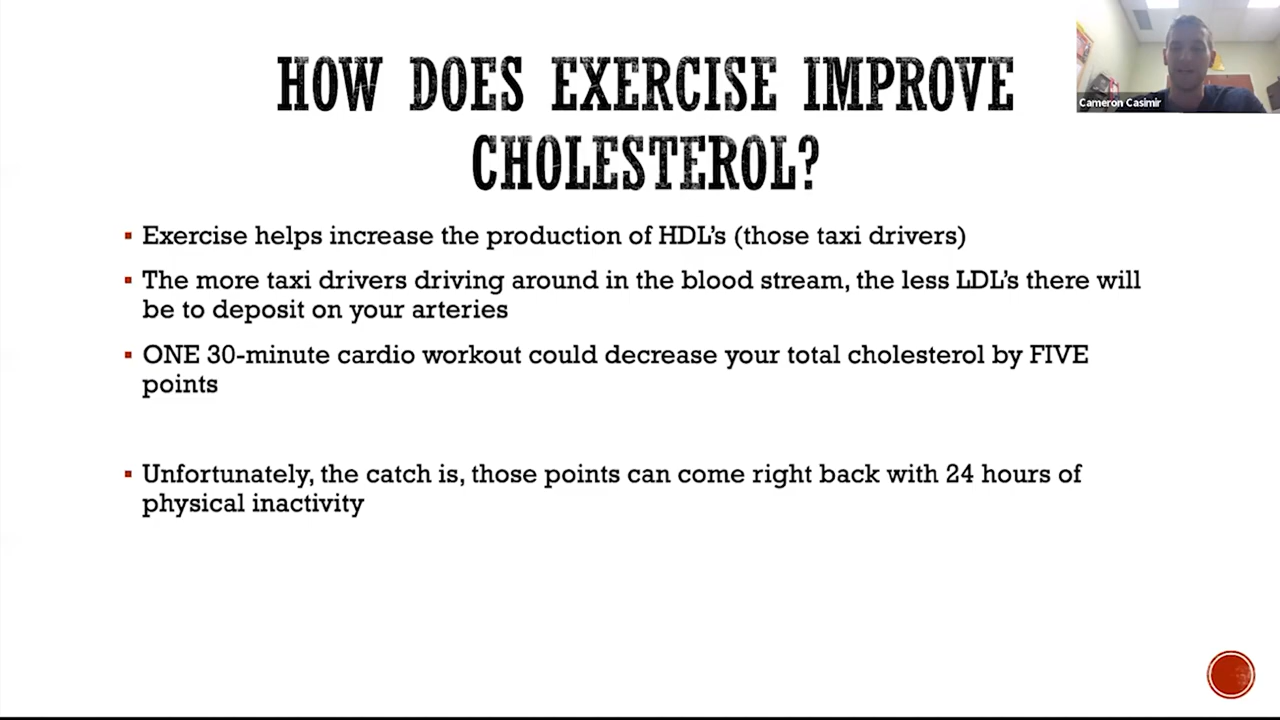 HOW DOES EXERCISE IMPROVE
CHOLESTEROL?
Cameron Casimir
▪ Exercise helps increase the production of HDL's (those taxi drivers)
▪ The more taxi drivers driving around in the blood stream, the less LDL's there will
be to deposit on your arteries
▪ ONE 30-minute cardio workout could decrease your total cholesterol by FIVE
points
▪ Unfortunately, the catch is, those points can come right back with 24 hours of
physical inactivity